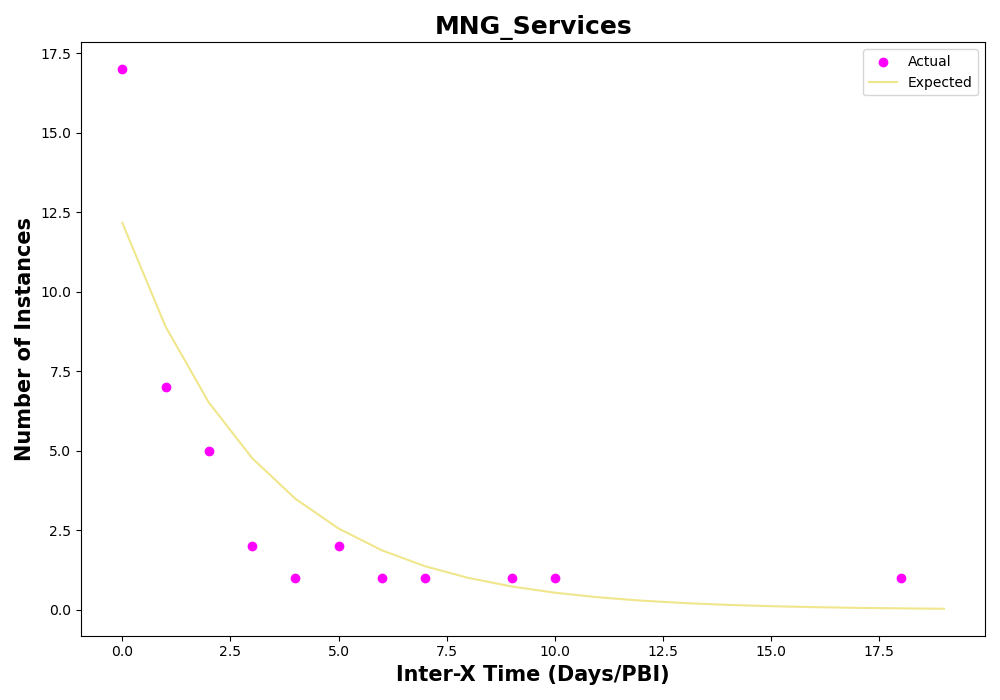 MNG_Services
Number of Instances
17.5
15.0
12.5
10.0
7.5
5.0
2.5
0.0
Actual
Expected
0.0 2.5 5.0 7.5 10.0 12.5 15.0 17.5
Inter-X Time (Days/PBI)